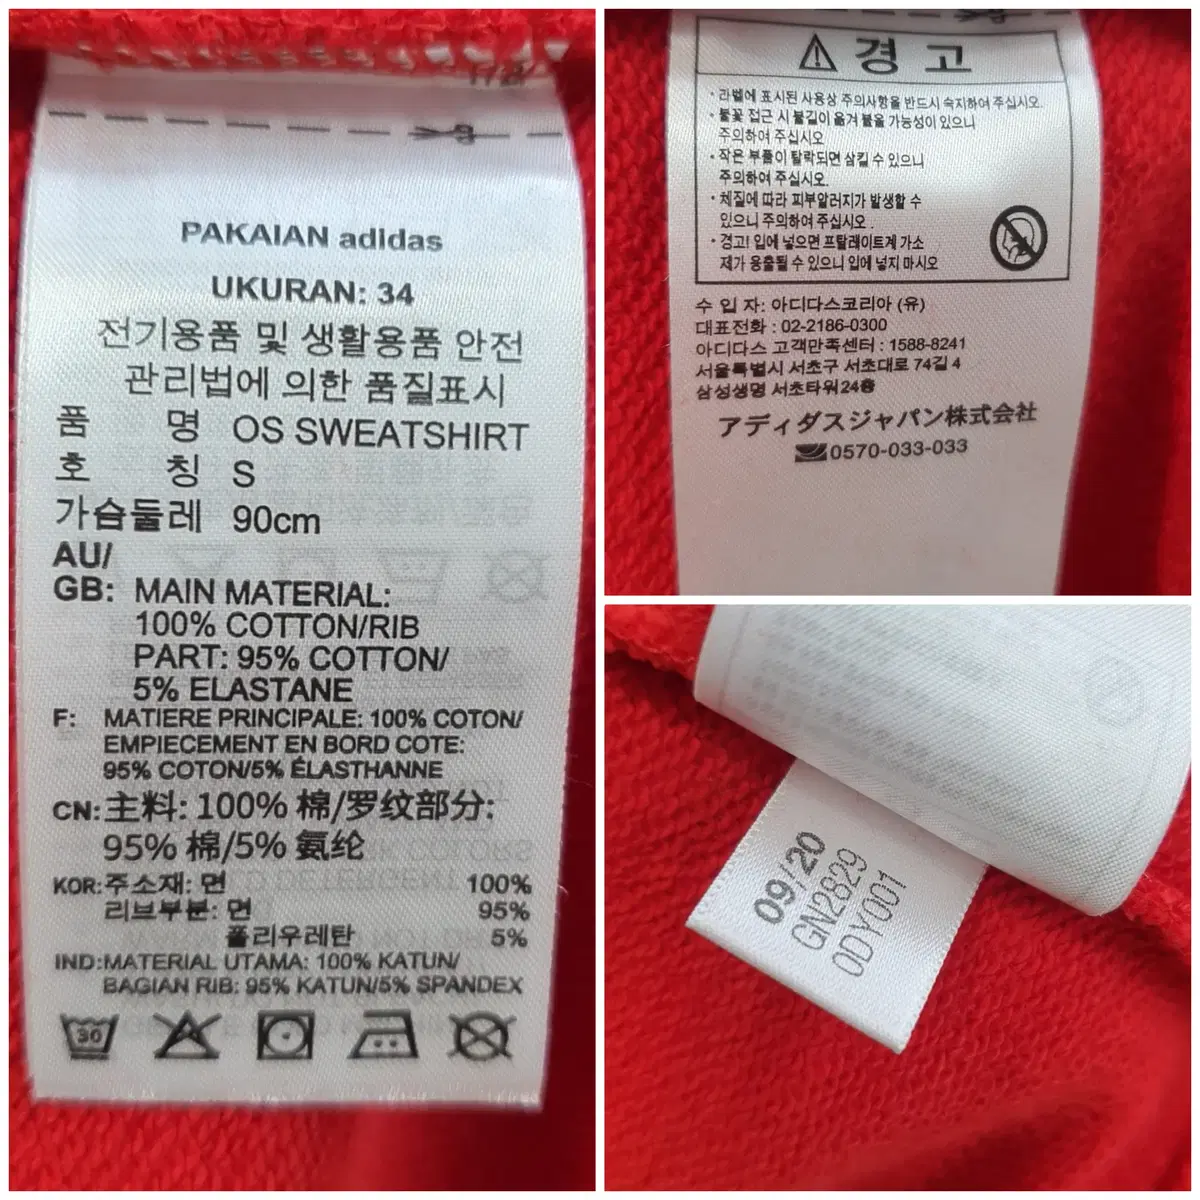 PAKAIAN adidas
UKURAN: 34
전기용품 및 생활용품 안전
관리법에 의한 품질표시
품 명 OS SWEATSHIRT
호 칭 S
가슴둘레 90cm
AU/
GB: MAIN MATERIAL:
100% COTTON/RIB
PART: 95% COTTON/
5% ELASTANE
F: MATIERE PRINCIPALE: 100% COTON/
EMPIECEMENT EN BORD COTE:
95% COTON/5% ÉLASTHANNE
CN: 主料: 100% 棉/罗纹部分:
95% 棉/5% 氨纶
KOR: 주소재: 면 100%
리브부분: 면 95%
폴리우레탄 5%
IND: MATERIAL UTAMA: 100% KATUN/
BAGIAN RIB: 95% KATUN/5% SPANDEX
30
경 고
· 라벨에 표시된 사용상 주의사항을 반드시 숙지하여 주십시오.
· 불꽃 접근 시 불길이 옮겨 붙을 가능성이 있으니
주의하여 주십시오
· 작은 부품이 탈락되면 삼킬 수 있으니
주의하여 주십시오.
· 체질에 따라 피부알러지가 발생할 수
있으니 주의하여 주십시오 .
· 경고! 입에 넣으면 프탈레이트계 가소
제가 용출될 수 있으니 입에 넣지 마시오
수 입 자: 아디다스코리아 (유)
대표전화 : 02-2186-0300
아디다스 고객만족센터 : 1588-8241
서울특별시 서초구 서초대로 74길 4
삼성생명 서초타워24층
アディダスジャパン株式会社
0570-033-033
09/20
GN2829
0DY001